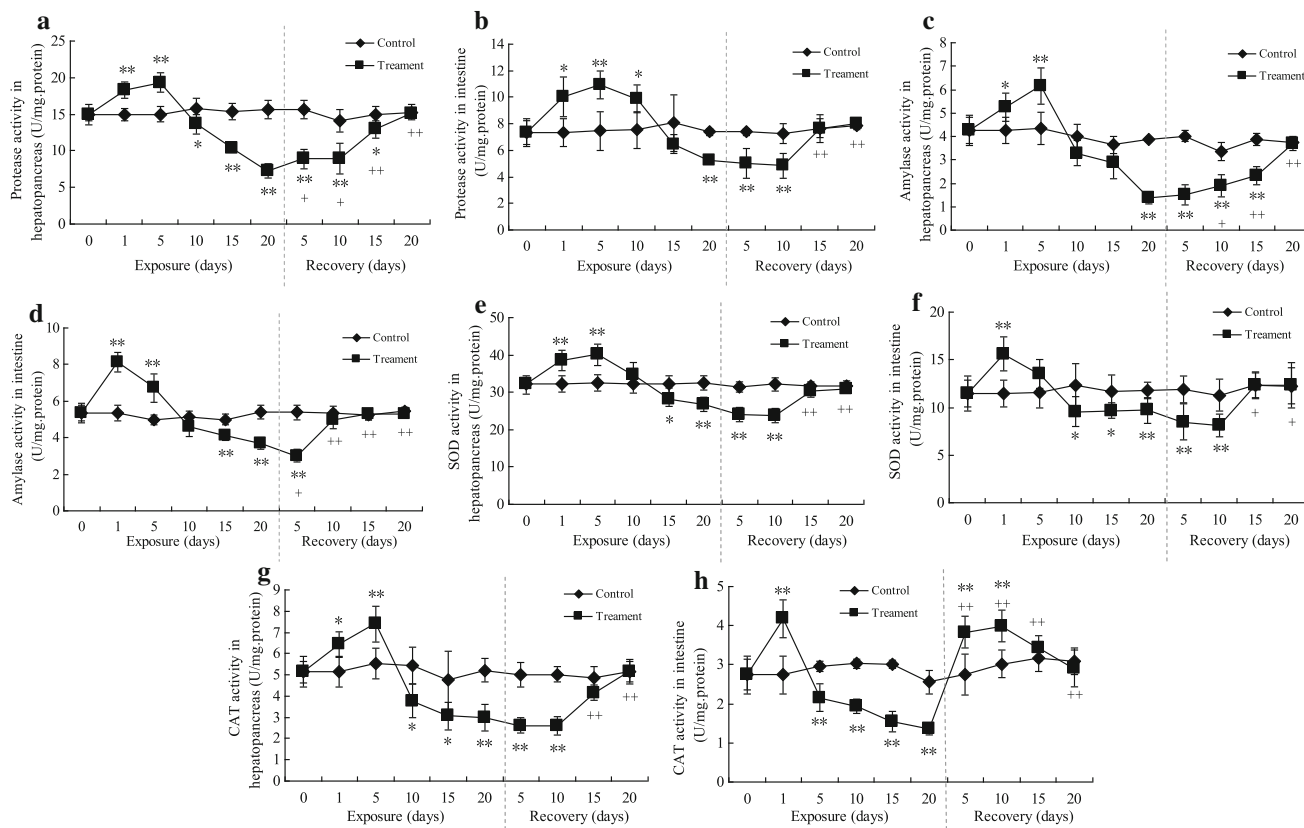 a
Protease activity in
hepatopancreas (U/mg.protein)
25
20
15
10
5
0
Control
Treament
** ** * ** ** ** + ** + * ++ ++
0 1 5 10 15 20 5 10 15 20
Exposure (days) Recovery (days)
b
Protease activity in intestine
(U/mg.protein)
14
12
10
8
6
4
2
0
Control
Treament
* ** * ** ** ** ++ ++
0 1 5 10 15 20 5 10 15 20
Exposure (days) Recovery (days)
c
Amylase activity in
hepatopancreas (U/mg.protein)
8
7
6
5
4
3
2
1
0
Control
Treament
* ** ** ** ** + ** ++ ++
0 1 5 10 15 20 5 10 15 20
Exposure (days) Recovery (days)
d
Amylase activity in intestine
(U/mg.protein)
10
8
6
4
2
0
Control
Treament
** ** ** ** ** + ++ ++ ++
0 1 5 10 15 20 5 10 15 20
Exposure (days) Recovery (days)
e
SOD activity in
hepatopancreas (U/mg.protein)
50
40
30
20
10
0
Control
Treament
** ** * ** ** ** ++ ++
0 1 5 10 15 20 5 10 15 20
Exposure (days) Recovery (days)
f
SOD activity in intestine
(U/mg.protein)
20
15
10
5
0
Control
Treament
** * * ** ** ** + +
0 1 5 10 15 20 5 10 15 20
Exposure (days) Recovery (days)
g
CAT activity in
hepatopancreas (U/mg.protein)
9
8
7
6
5
4
3
2
1
0
Control
Treament
* ** * * ** ** ** ++ ++
0 1 5 10 15 20 5 10 15 20
Exposure (days) Recovery (days)
h
CAT activity in intestine
(U/mg.protein)
5
4
3
2
1
0
Control
Treament
** ** ** ** ** ** ++ ** ++ ++ ++
0 1 5 10 15 20 5 10 15 20
Exposure (days) Recovery (days)